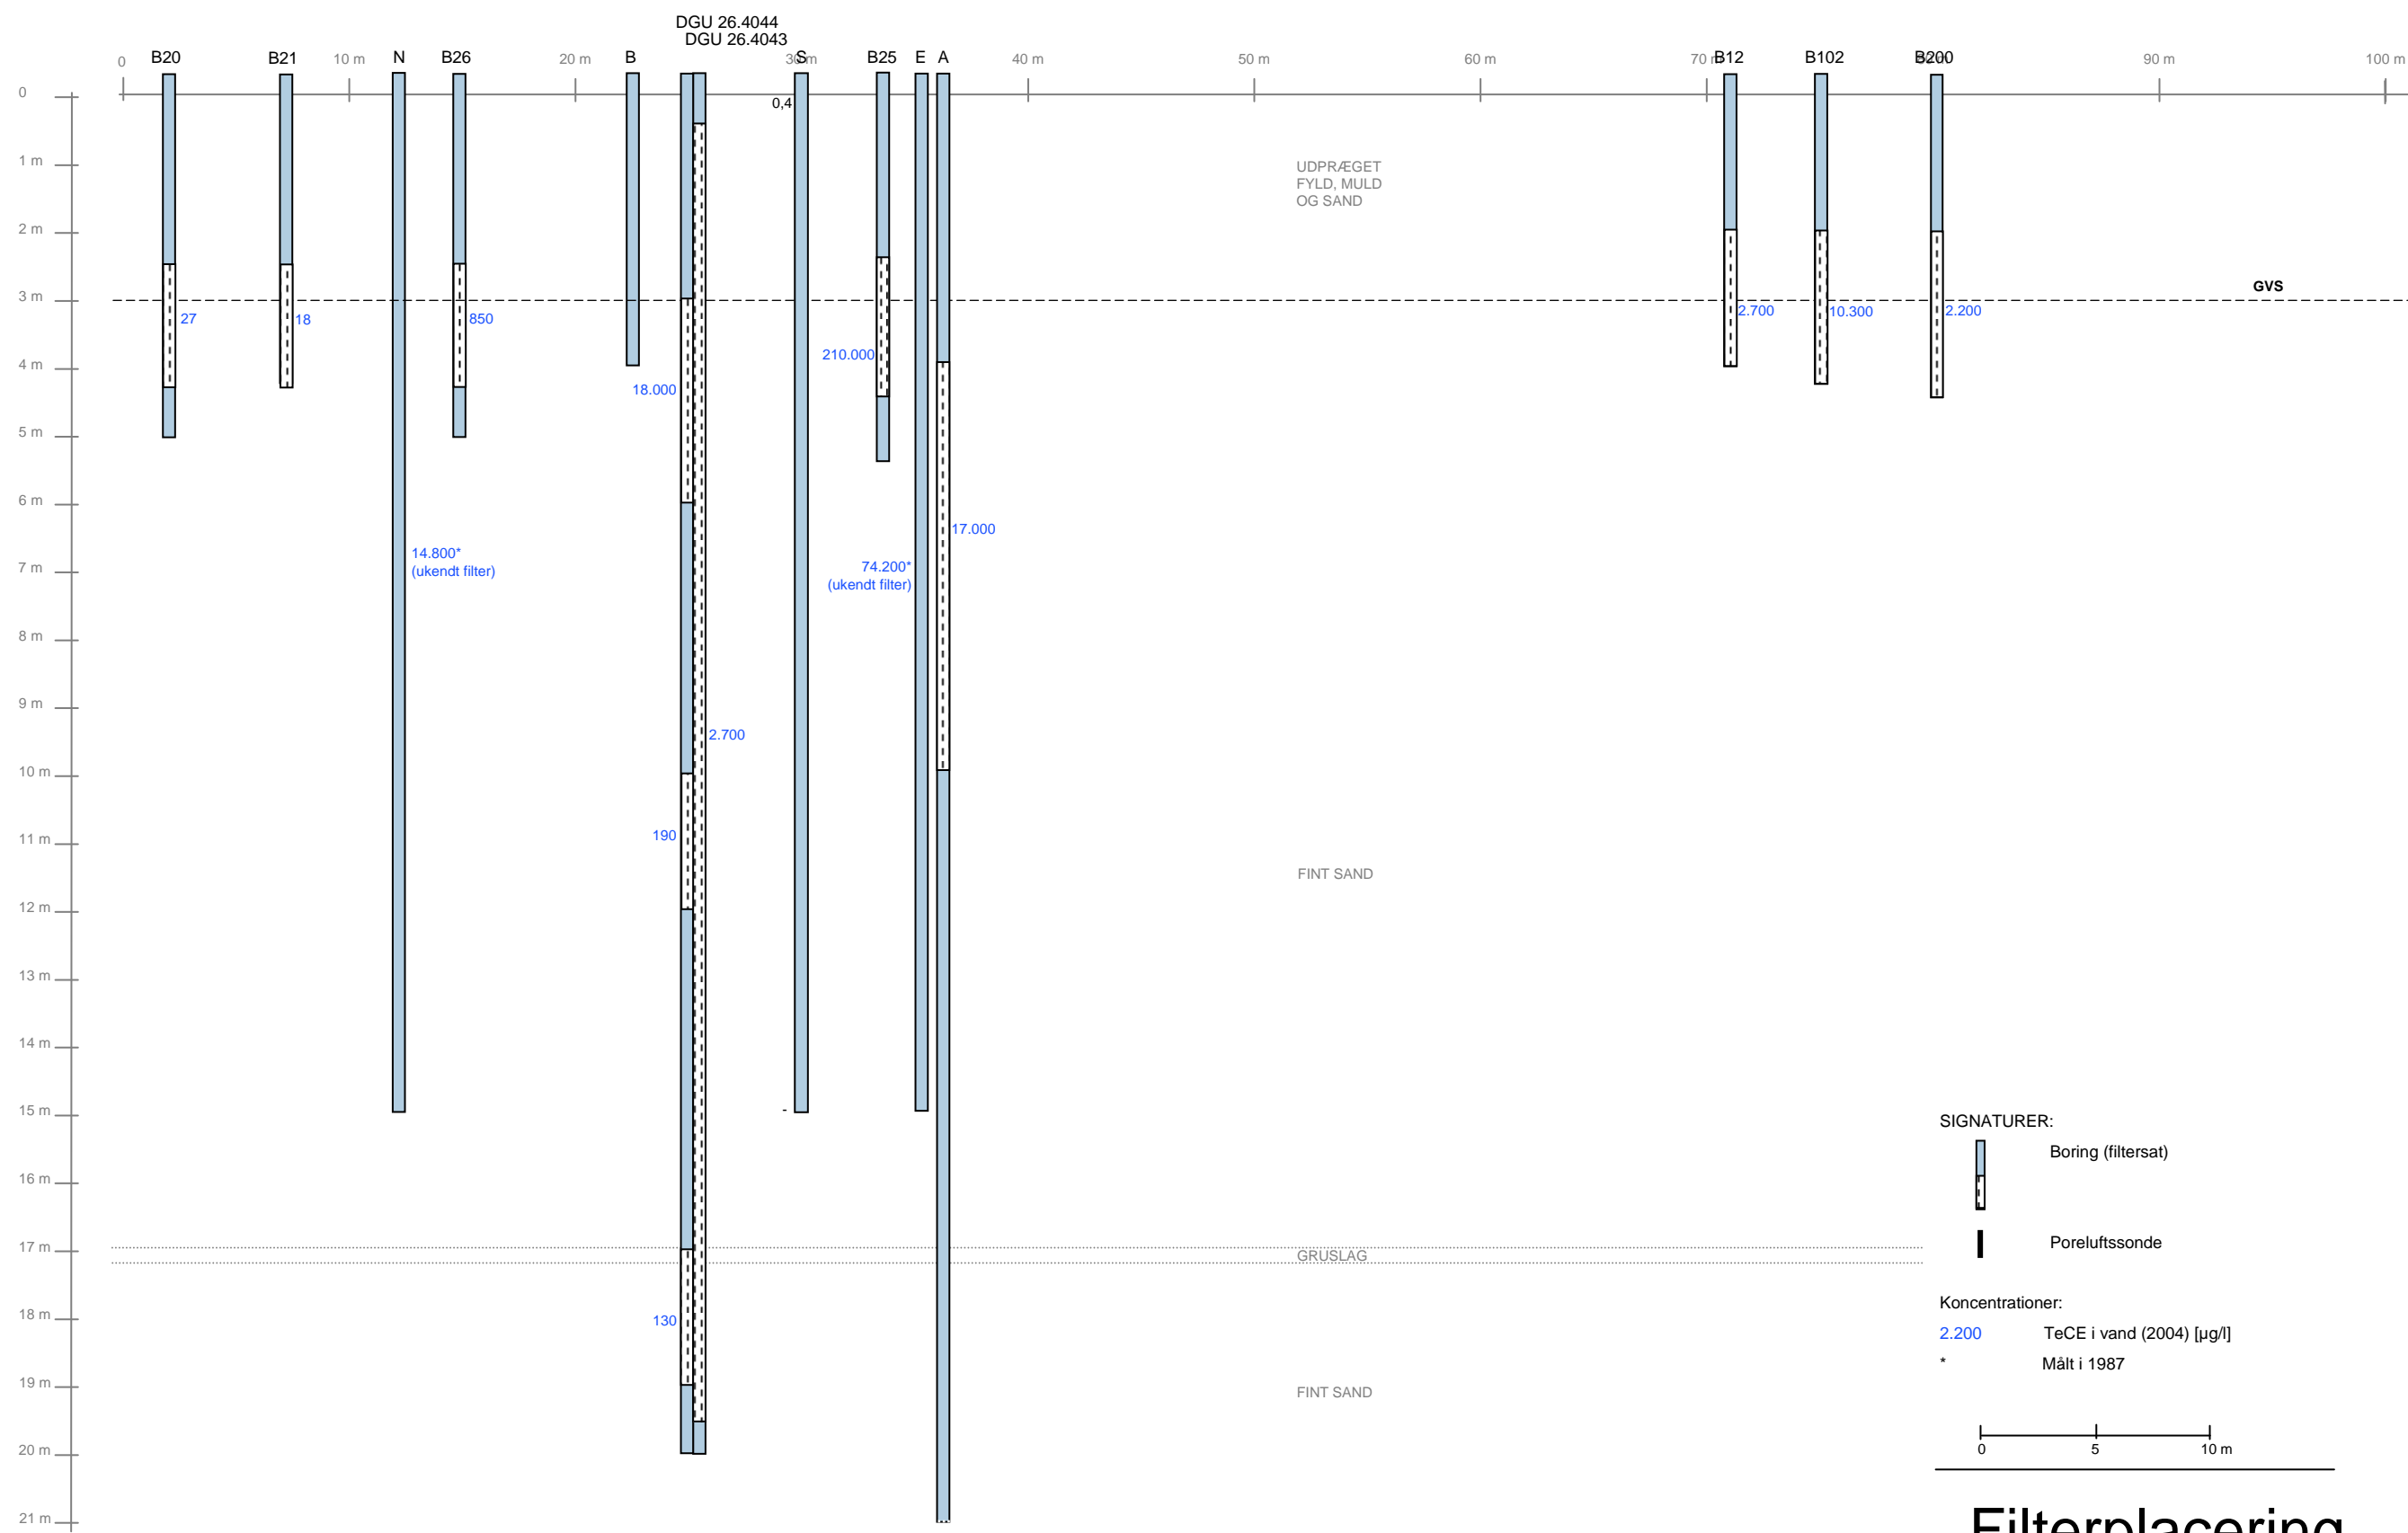 DGU 26.4044
DGU 26.4043
B20 B21 N B26 B S B25 E A B12 B102 B200
0 10 m 20 m 30 m 40 m 50 m 60 m 70 m 90 m 100 m
0
0,4
1 m
UDPRÆGET
FYLD, MULD
OG SAND
2 m
3 m
GVS
27 18 850 2.700 10.300 2.200
210.000
4 m
18.000
5 m
6 m
17.000
14.800*
(ukendt filter)
74.200*
(ukendt filter)
7 m
8 m
9 m
2.700
10 m
190
11 m
FINT SAND
12 m
13 m
14 m
15 m
-
16 m
17 m
GRUSLAG
18 m
130
19 m
FINT SAND
20 m
21 m
SIGNATURER:
Boring (filtersat)
Poreluftssonde
Koncentrationer:
2.200 TeCE i vand (2004) [µg/l]
* Målt i 1987
0 5 10 m
Filterplacering